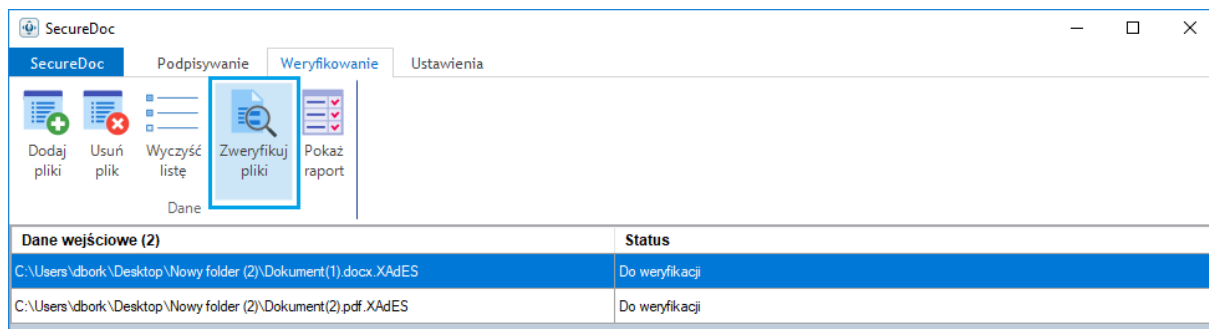 SecureDoc
SecureDoc Podpisywanie Weryfikowanie Ustawienia
Dodaj pliki
Usuń plik
Wyczyść listę
Zweryfikuj pliki
Pokaż raport
Dane
Dane wejściowe (2) Status
C:\Users\dbork\Desktop\Nowy folder (2)\Dokument(1).docx.XAdES Do weryfikacji
C:\Users\dbork\Desktop\Nowy folder (2)\Dokument(2).pdf.XAdES Do weryfikacji